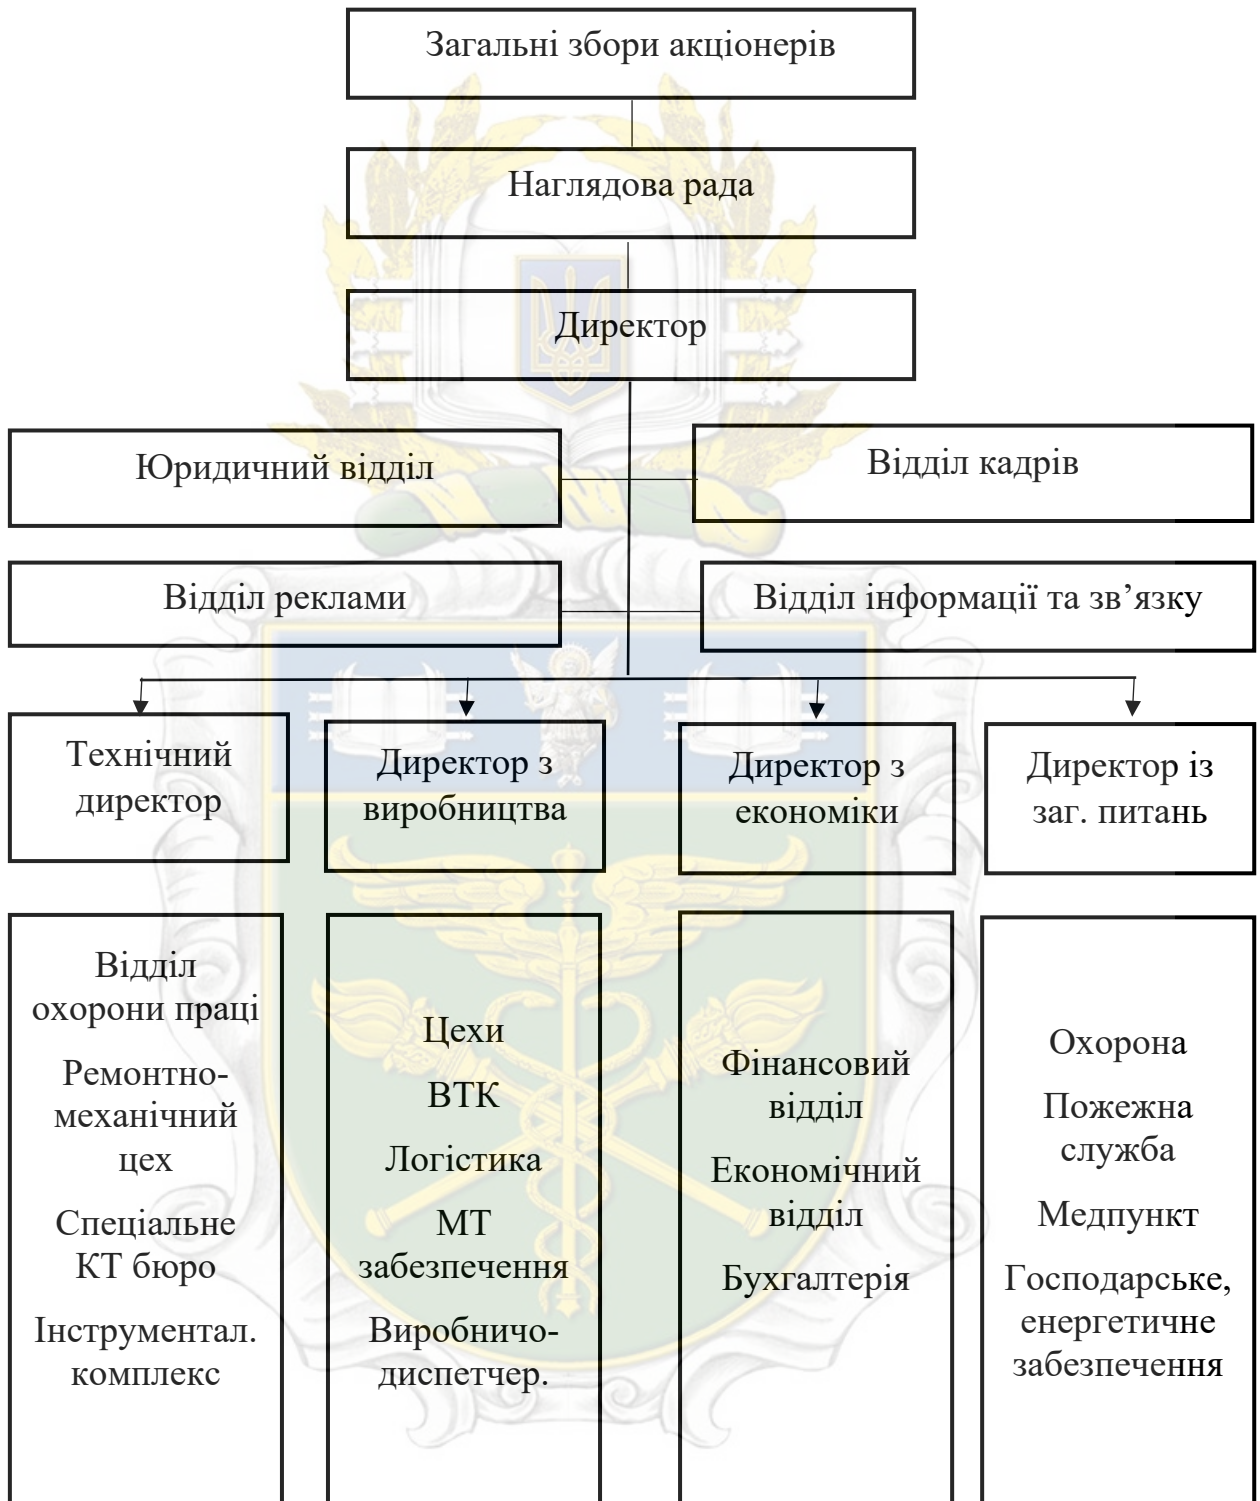 Загальні збори акціонерів
Наглядова рада
Директор
Юридичний відділ
Відділ кадрів
Відділ реклами
Відділ інформації та зв’язку
Технічний
директор
Директор з
виробництва
Директор з
економіки
Директор із
заг. питань
Відділ
охорони праці
Ремонтно-
механічний
цех
Спеціальне
КТ бюро
Інструментал.
комплекс
Цехи
ВТК
Логістика
МТ
забезпечення
Виробничо-
диспетчер.
Фінансовий
відділ
Економічний
відділ
Бухгалтерія
Охорона
Пожежна
служба
Медпункт
Господарське,
енергетичне
забезпечення